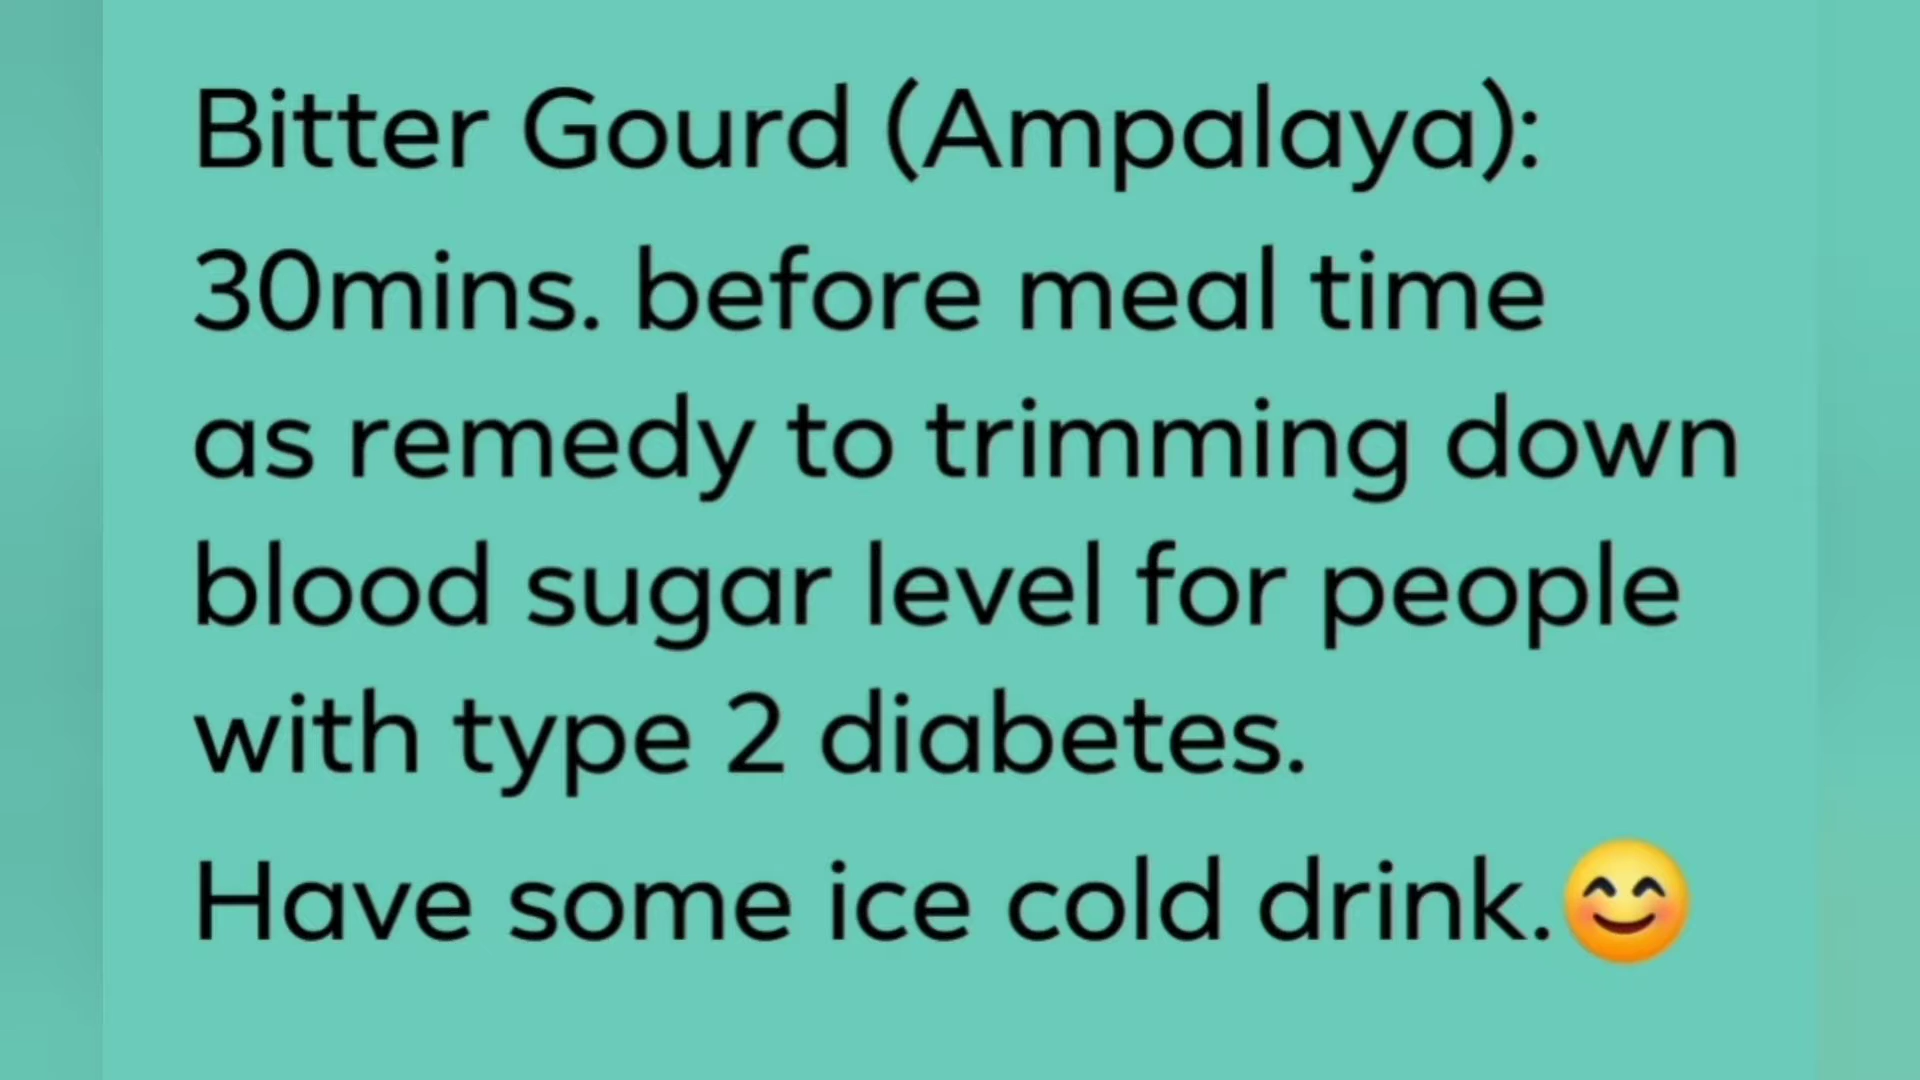 Bitter Gourd (Ampalaya):
30mins. before meal time
as remedy to trimming down
blood sugar level for people
with type 2 diabetes.
Have some ice cold drink.😊